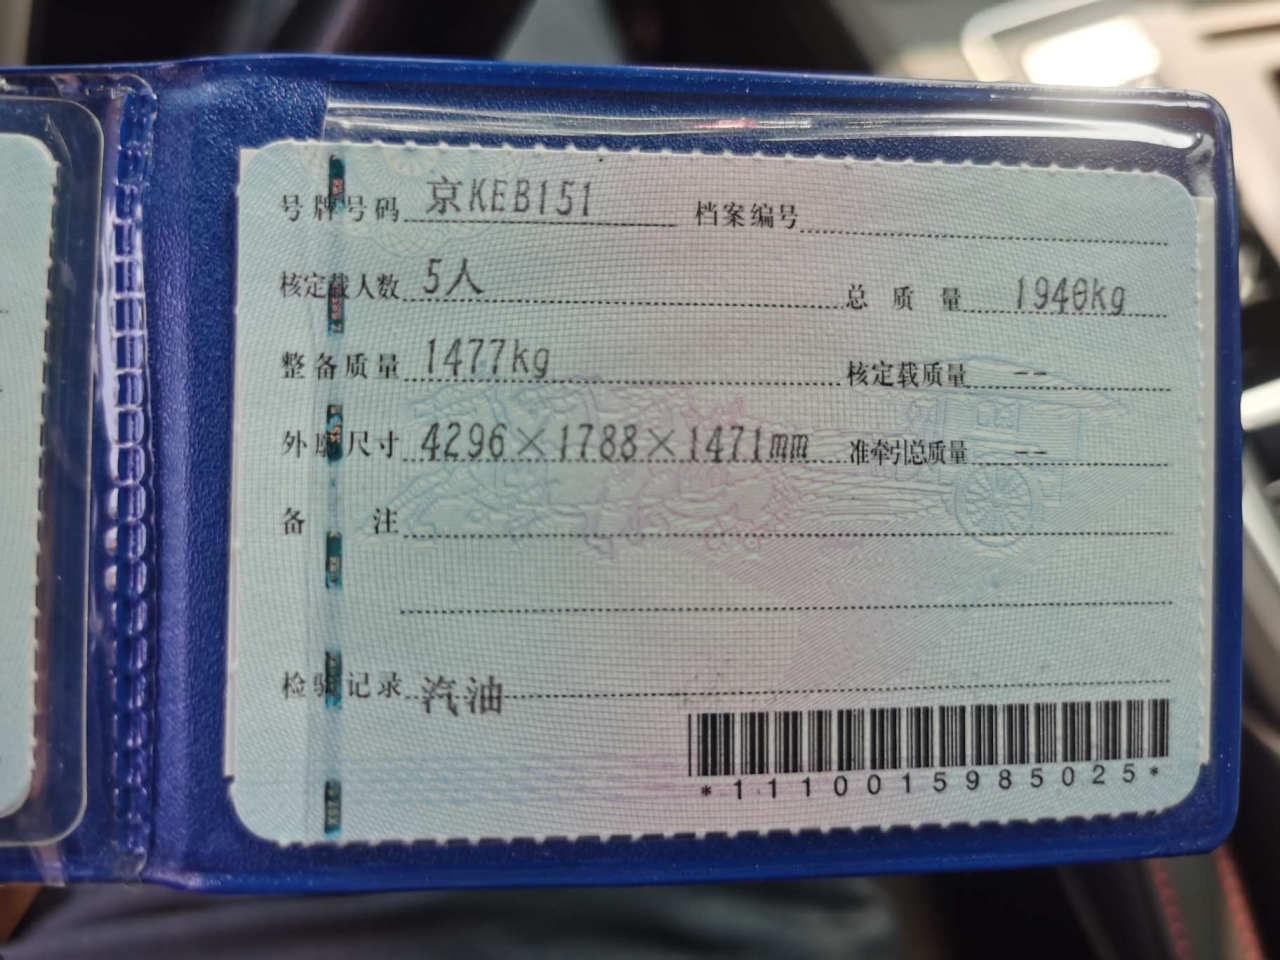 号牌号码 京KEB151 档案编号
核定载人数 5人 总质量 1940kg
整备质量 1477kg 核定载质量 --
外廓尺寸 4296×1788×1471mm 准牵引总质量 --
备注
检验记录 汽油
*1110015985025*